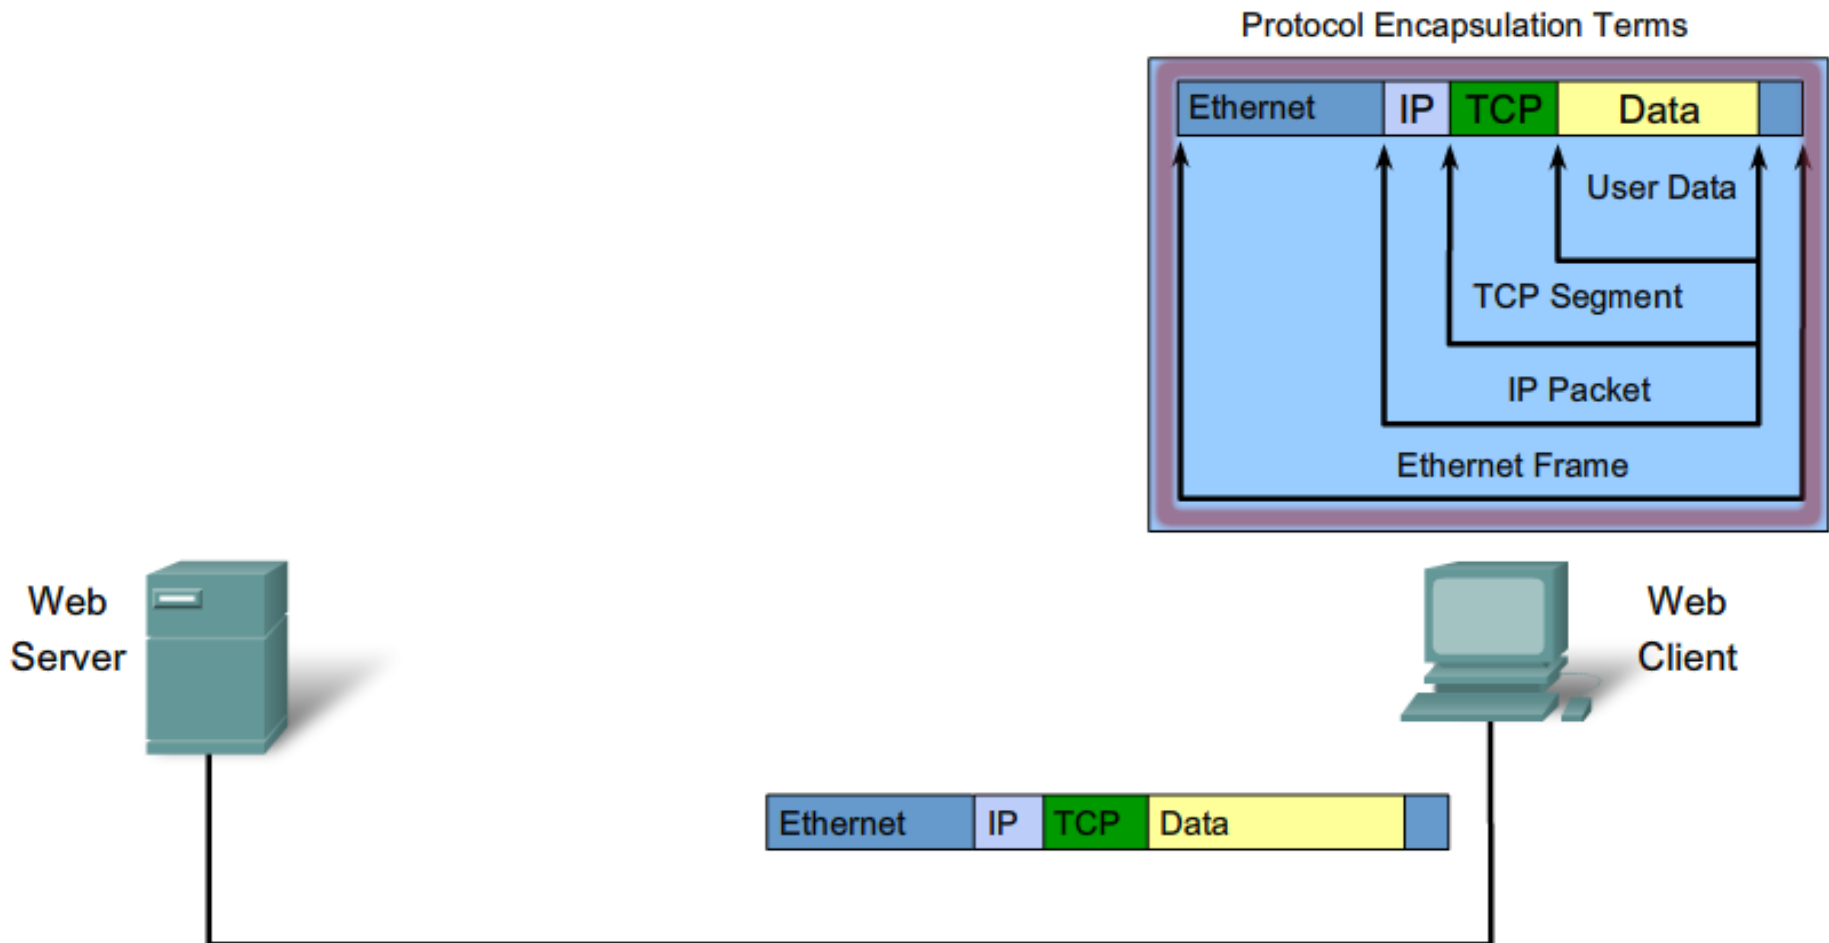 Protocol Encapsulation Terms
Ethernet IP TCP Data
User Data
TCP Segment
IP Packet
Ethernet Frame
Web
Server
Web
Client
Ethernet IP TCP Data